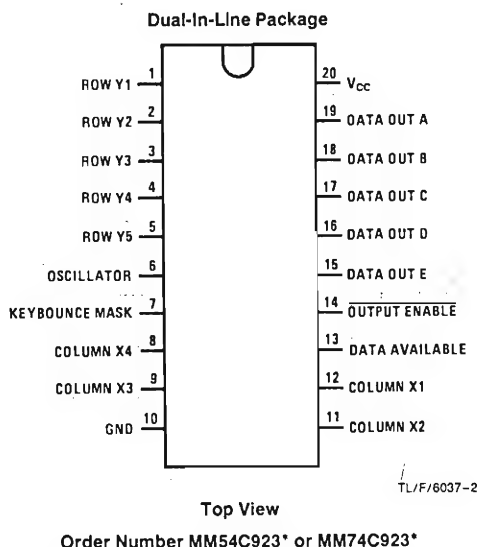 Dual-In-Line Package
ROW Y1 1
ROW Y2 2
ROW Y3 3
ROW Y4 4
ROW Y5 5
OSCILLATOR 6
KEYBOUNCE MASK 7
COLUMN X4 8
COLUMN X3 9
GND 10
20 VCC
19 OATA OUT A
18 OATA OUT B
17 OATA OUT C
16 DATA OUT D
15 DATA OUT E
14 OUTPUT ENABLE
13 DATA AVAILABLE
12 COLUMN X1
11 COLUMN X2
TL/F/6037-2
Top View
Order Number MM54C923* or MM74C923*